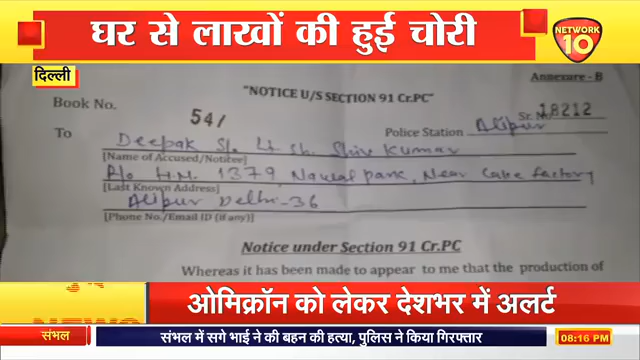 घर से लाखों की हुई चोरी
NETWORK
10
दिल्ली
Annexure - B
"NOTICE U/S SECTION 91 Cr.PC"
Book No. 541
Sr. No 18212
To
Police Station Alipur
Deepak S/o Lt. Sh. Shiv Kumar
[Name of Accused/Noticee]
R/o H.N. 1379 park, Near Cake factory
[Last Known Address]
Alipur Delhi-36
[Phone No./Email ID (if any)]
Notice under Section 91 Cr.PC
Whereas it has been made to appear to me that the production of
ओमिक्रॉन को लेकर देशभर में अलर्ट
संभल
संभल में सगे भाई ने की बहन की हत्या, पुलिस ने किया गिरफ्तार
08:16 PM